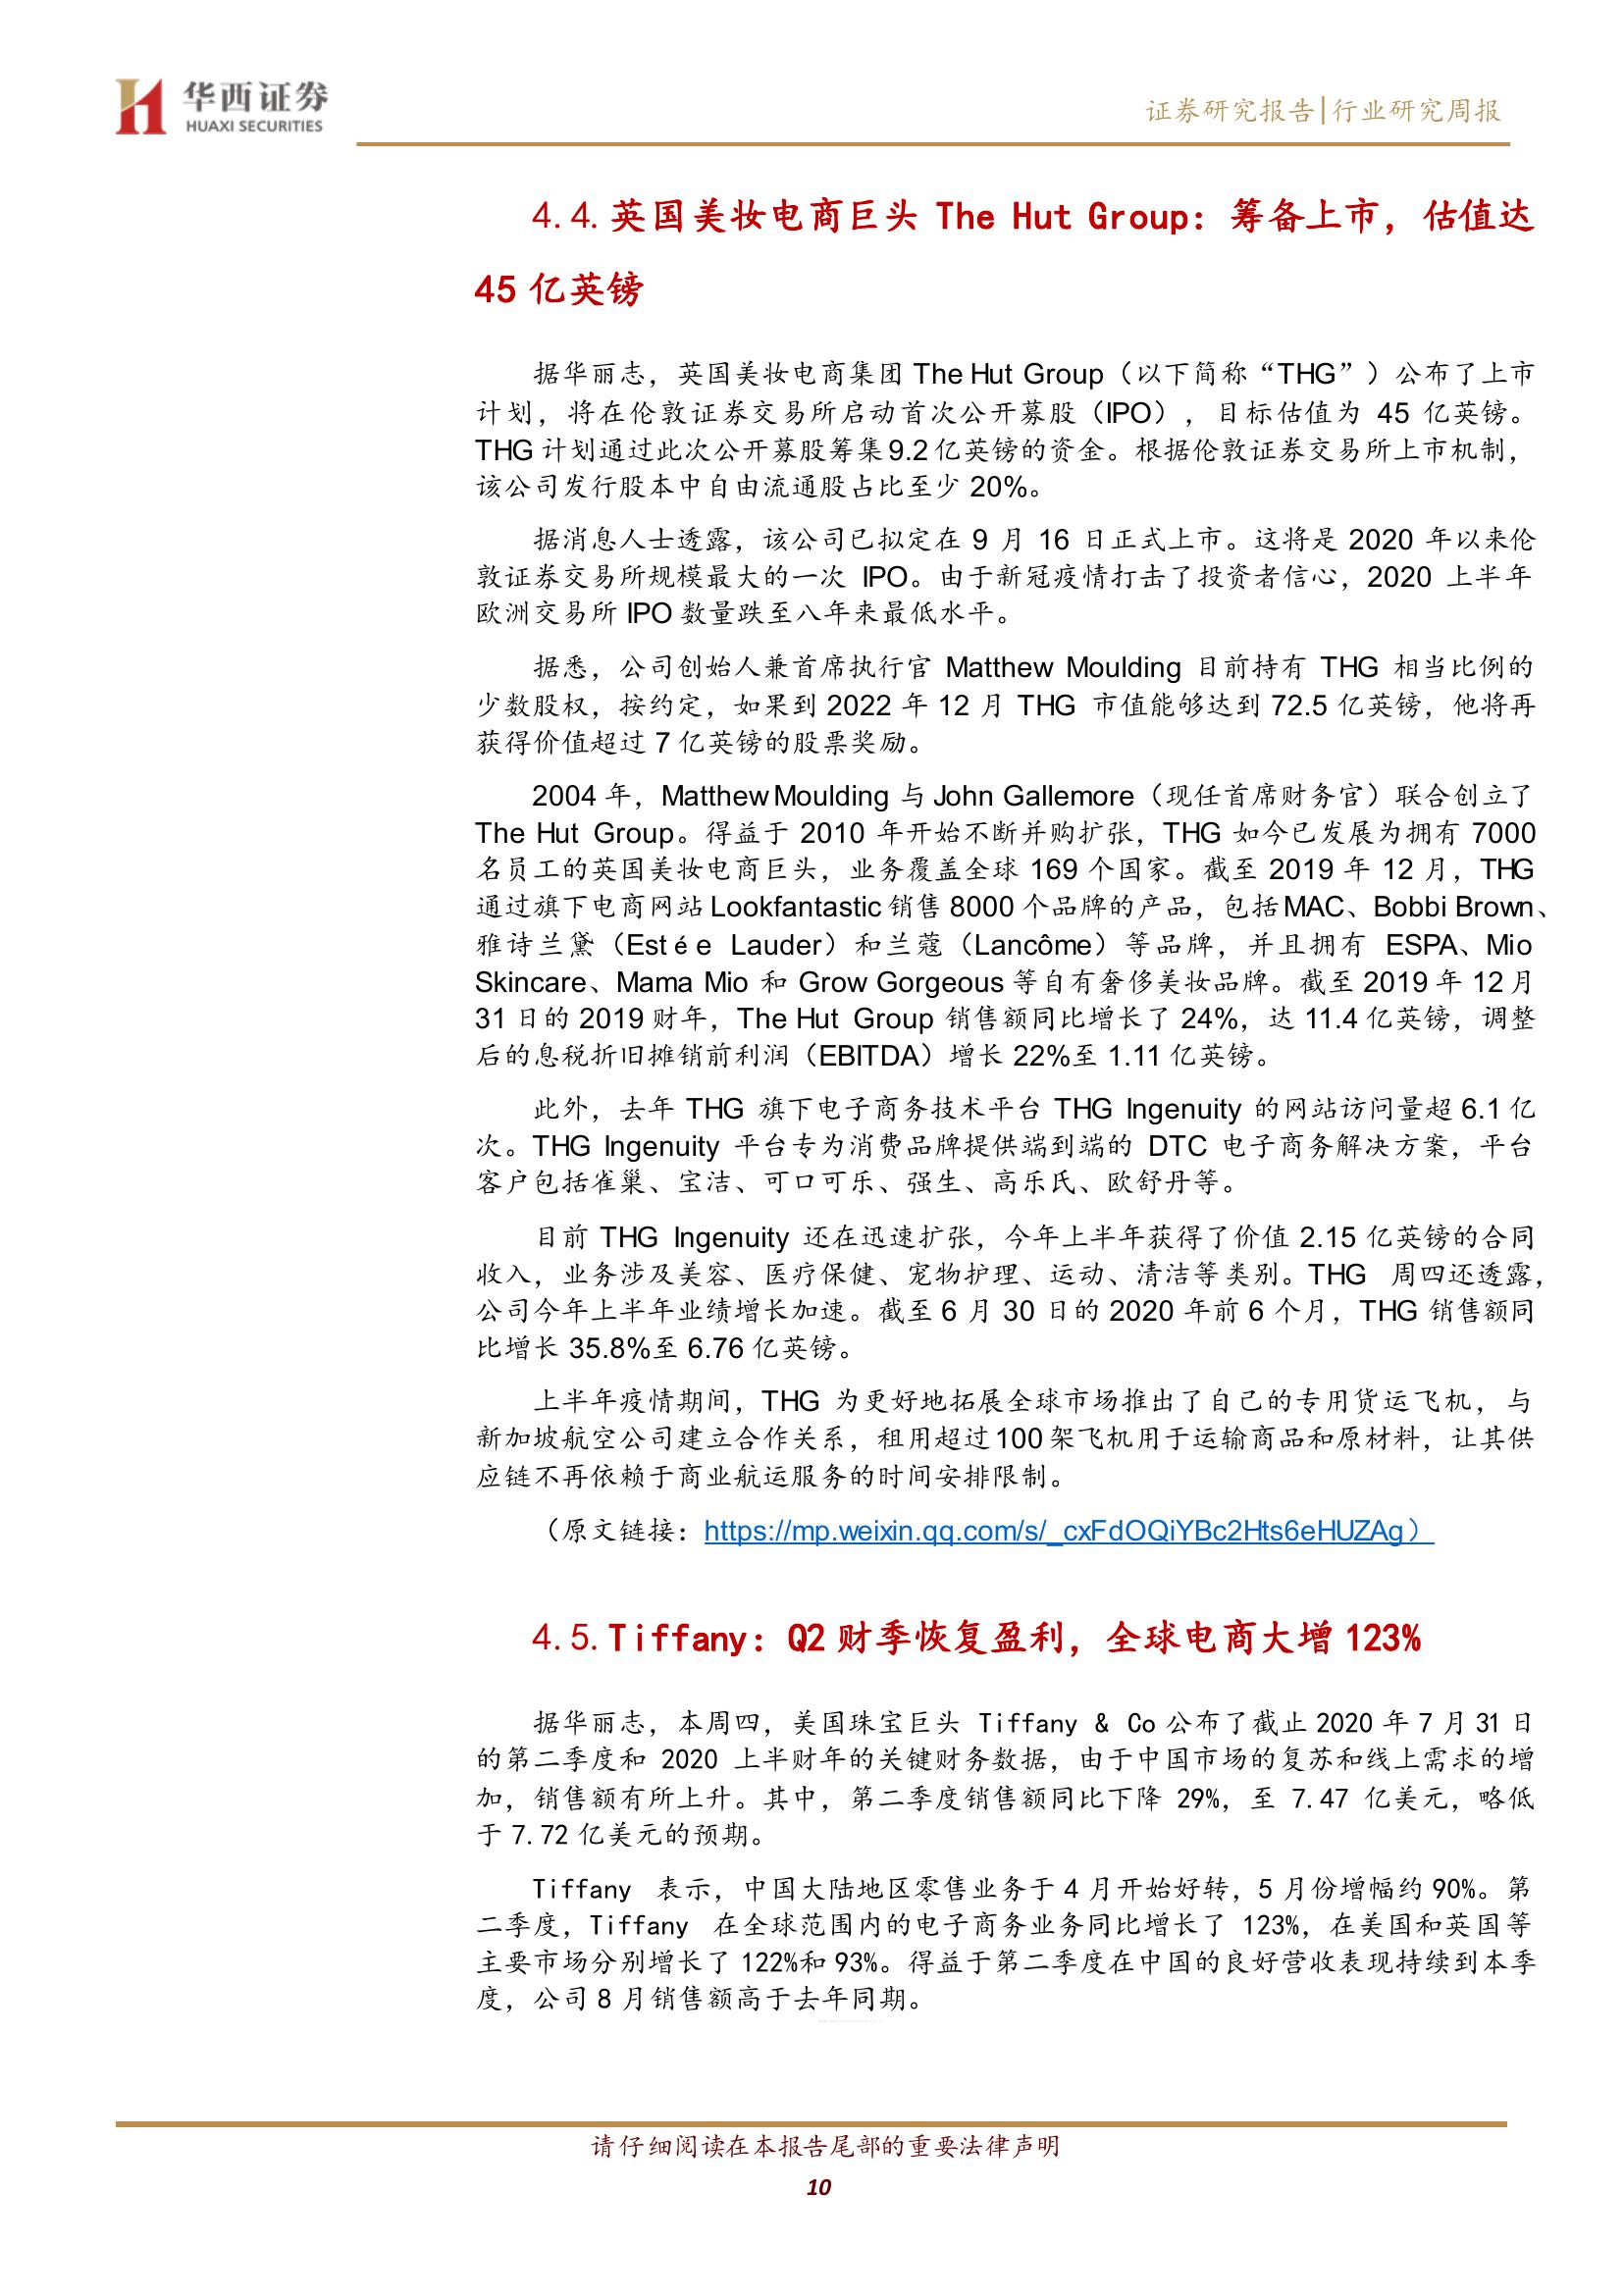 华西证券
HUAXI SECURITIES
证券研究报告|行业研究周报
4.4.英国美妆电商巨头 The Hut Group：筹备上市，估值达
45 亿英镑
据华丽志，英国美妆电商集团 The Hut Group（以下简称“THG”）公布了上市
计划，将在伦敦证券交易所启动首次公开募股（IPO），目标估值为 45 亿英镑。
THG 计划通过此次公开募股筹集 9.2 亿英镑的资金。根据伦敦证券交易所上市机制，
该公司发行股本中自由流通股占比至少 20%。
据消息人士透露，该公司已拟定在 9 月 16 日正式上市。这将是 2020 年以来伦
敦证券交易所规模最大的一次 IPO。由于新冠疫情打击了投资者信心，2020 上半年
欧洲交易所 IPO 数量跌至八年来最低水平。
据悉，公司创始人兼首席执行官 Matthew Moulding 目前持有 THG 相当比例的
少数股权，按约定，如果到 2022 年 12 月 THG 市值能够达到 72.5 亿英镑，他将再
获得价值超过 7 亿英镑的股票奖励。
2004 年，Matthew Moulding 与 John Gallemore（现任首席财务官）联合创立了
The Hut Group。得益于 2010 年开始不断并购扩张，THG 如今已发展为拥有 7000
名员工的英国美妆电商巨头，业务覆盖全球 169 个国家。截至 2019 年 12 月，THG
通过旗下电商网站 Lookfantastic 销售 8000 个品牌的产品，包括 MAC、Bobbi Brown、
雅诗兰黛（Estée Lauder）和兰蔻（Lancôme）等品牌，并且拥有 ESPA、Mio
Skincare、Mama Mio 和 Grow Gorgeous 等自有奢侈美妆品牌。截至 2019 年 12 月
31 日的 2019 财年，The Hut Group 销售额同比增长了 24%，达 11.4 亿英镑，调整
后的息税折旧摊销前利润（EBITDA）增长 22%至 1.11 亿英镑。
此外，去年 THG 旗下电子商务技术平台 THG Ingenuity 的网站访问量超 6.1 亿
次。THG Ingenuity 平台专为消费品牌提供端到端的 DTC 电子商务解决方案，平台
客户包括雀巢、宝洁、可口可乐、强生、高乐氏、欧舒丹等。
目前 THG Ingenuity 还在迅速扩张，今年上半年获得了价值 2.15 亿英镑的合同
收入，业务涉及美容、医疗保健、宠物护理、运动、清洁等类别。THG 周四还透露，
公司今年上半年业绩增长加速。截至 6 月 30 日的 2020 年前 6 个月，THG 销售额同
比增长 35.8%至 6.76 亿英镑。
上半年疫情期间，THG 为更好地拓展全球市场推出了自己的专用货运飞机，与
新加坡航空公司建立合作关系，租用超过 100 架飞机用于运输商品和原材料，让其供
应链不再依赖于商业航运服务的时间安排限制。
（原文链接：https://mp.weixin.qq.com/s/_cxFdOQiYBc2Hts6eHUZAg）
4.5.Tiffany：Q2 财季恢复盈利，全球电商大增 123%
据华丽志，本周四，美国珠宝巨头 Tiffany & Co 公布了截止 2020 年 7 月 31 日
的第二季度和 2020 上半财年的关键财务数据，由于中国市场的复苏和线上需求的增
加，销售额有所上升。其中，第二季度销售额同比下降 29%，至 7.47 亿美元，略低
于 7.72 亿美元的预期。
Tiffany 表示，中国大陆地区零售业务于 4 月开始好转，5 月份增幅约 90%。第
二季度，Tiffany 在全球范围内的电子商务业务同比增长了 123%，在美国和英国等
主要市场分别增长了 122%和 93%。得益于第二季度在中国的良好营收表现持续到本季
度，公司 8 月销售额高于去年同期。
请仔细阅读在本报告尾部的重要法律声明
10